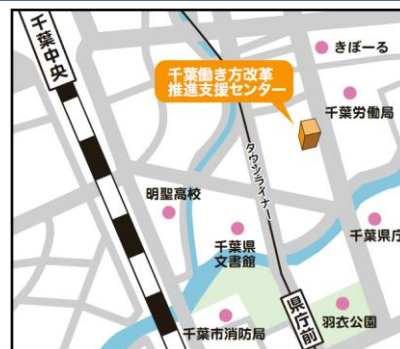 千葉中央
きぼーる
千葉働き方改革
推進支援センター
千葉労働局
タウンライナー
明聖高校
千葉県
文書館
千葉県庁
県庁前
羽衣公園
千葉市消防局